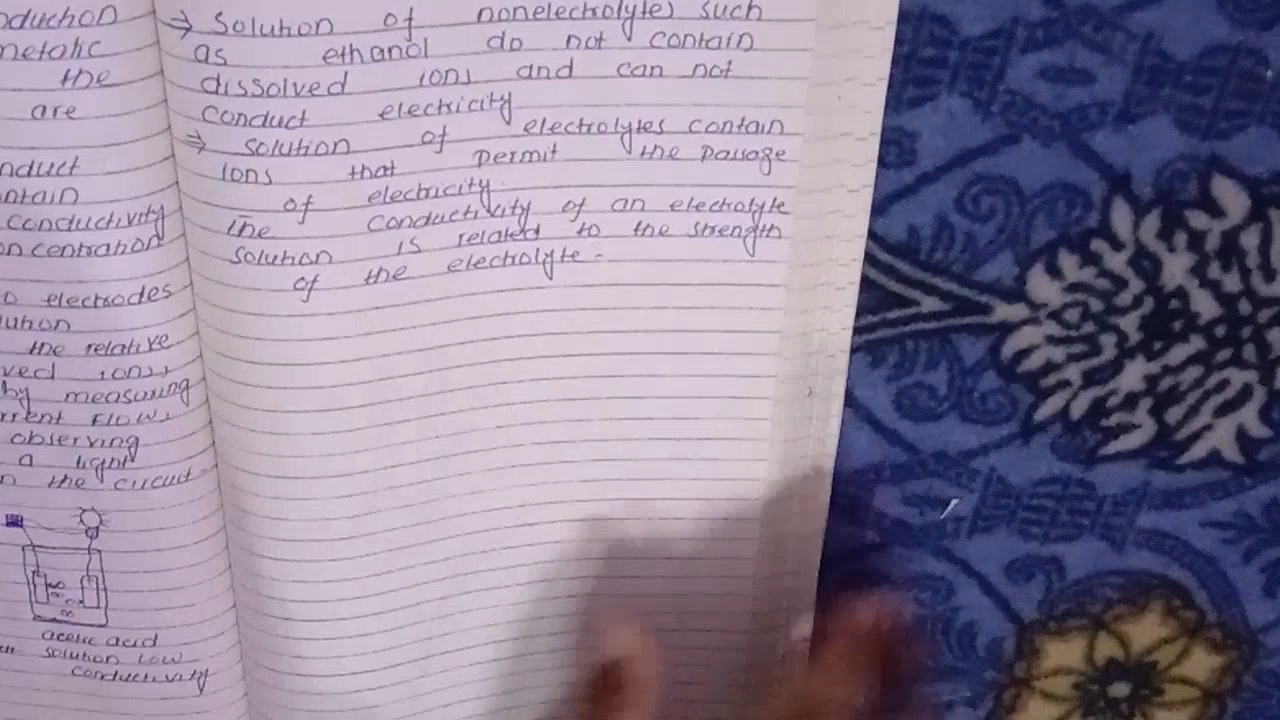 nduction
metalic
the
are
nduct
ntain
conductivity
oncentration
o electrodes
lution
the relative
ved ions
by measuring
rrent Flows
observing
a light
n the circuit
acetic acid
solution low
conductivity
⇒ Solution of nonelectrolytes such
as ethanol do not contain
dissolved ions and can not
conduct electricity
⇒ solution of electrolytes contain
ions that permit the passage
of electricity.
The conductivity of an electrolyte
solution is related to the strength
of the electrolyte.